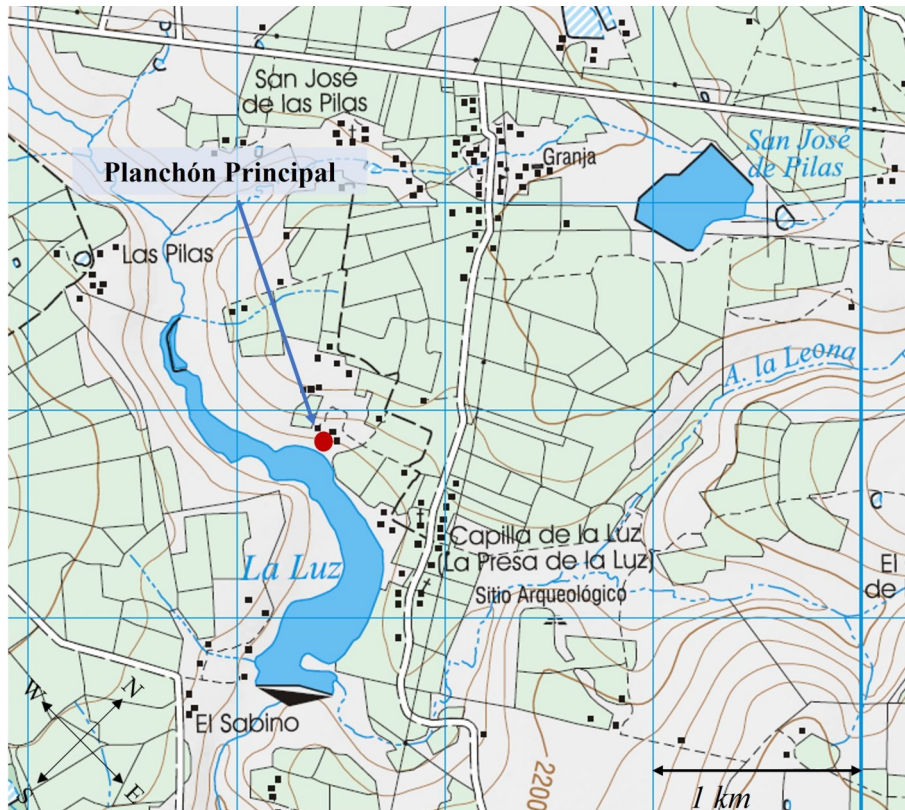 San José
de las Pilas
Planchón Principal
Granja
San José
de Pilas
Las Pilas
A. la Leona
La Luz
Capilla de la Luz
(La Presa de la Luz)
Sitio Arqueológico
El
de
El Sabino
W
N
S
E
2200
1 km